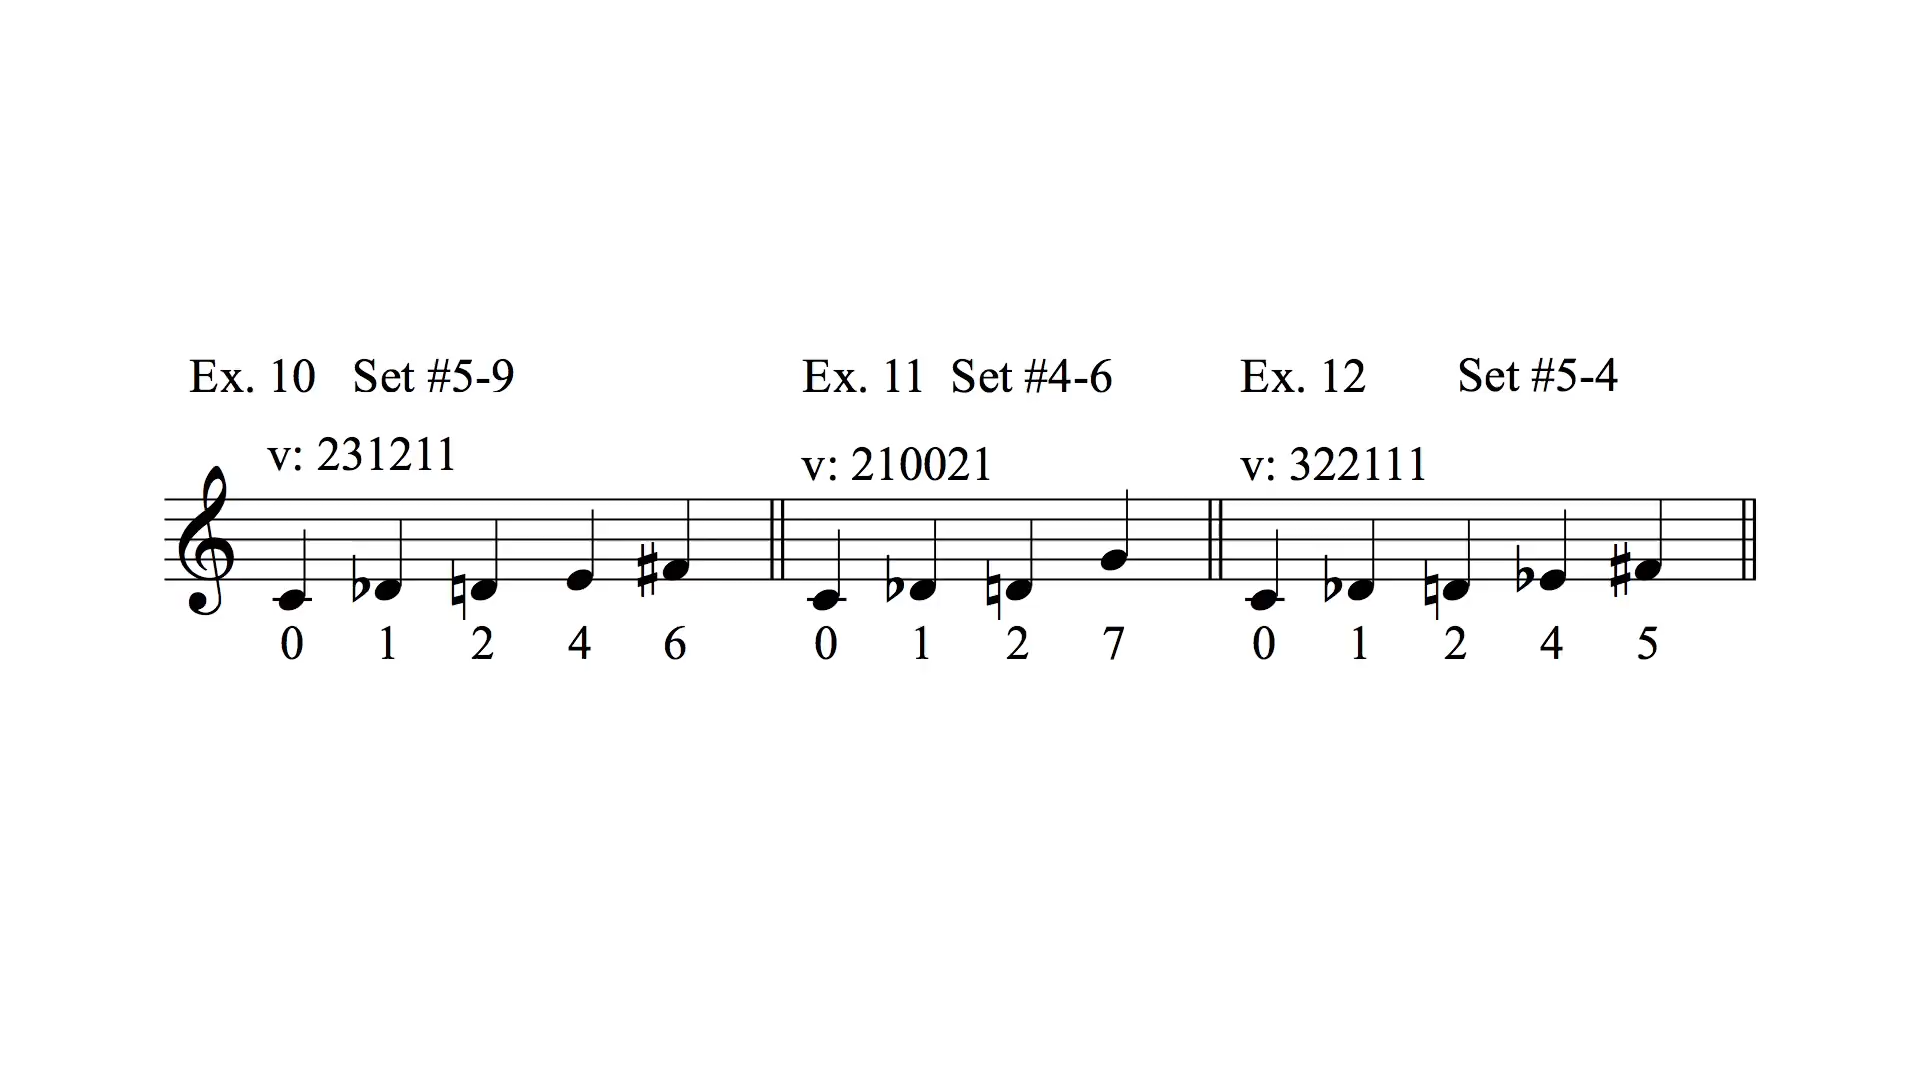 Ex. 10 Set #5-9 Ex. 11 Set #4-6 Ex. 12 Set #5-4
v: 231211 v: 210021 v: 322111
0 1 2 4 6 0 1 2 7 0 1 2 4 5